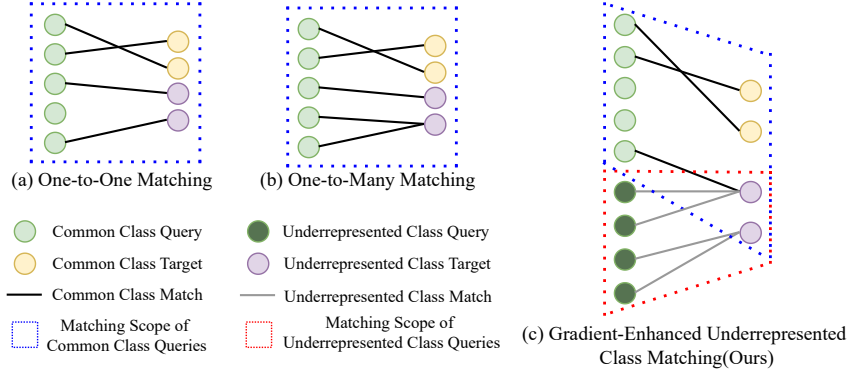 (a) One-to-One Matching
(b) One-to-Many Matching
Common Class Query
Common Class Target
Common Class Match
Matching Scope of
Common Class Queries
Underrepresented Class Query
Underrepresented Class Target
Underrepresented Class Match
Matching Scope of
Underrepresented Class Queries
(c) Gradient-Enhanced Underrepresented
Class Matching(Ours)